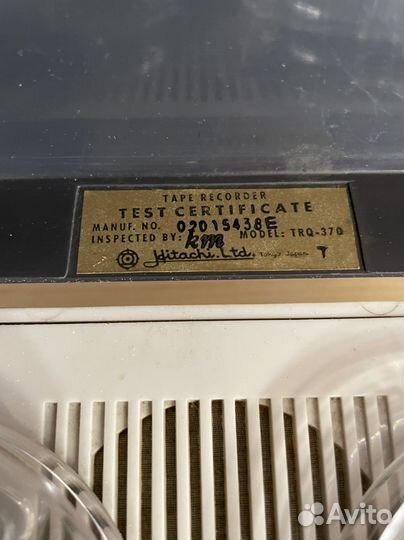 TAPE RECORDER
TEST CERTIFICATE
MANUF. NO. 02015438E
INSPECTED BY: km MODEL: TRQ-370
Hitachi, Ltd. Tokyo Japan T
Avito